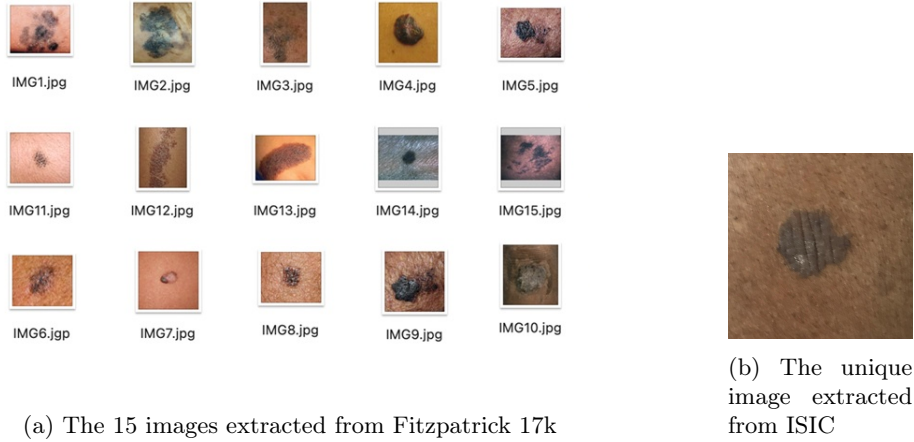 IMG1.jpg IMG2.jpg IMG3.jpg IMG4.jpg IMG5.jpg
IMG11.jpg IMG12.jpg IMG13.jpg IMG14.jpg IMG15.jpg
IMG6.jgp IMG7.jpg IMG8.jpg IMG9.jpg IMG10.jpg
(a) The 15 images extracted from Fitzpatrick 17k
(b) The unique
image extracted
from ISIC